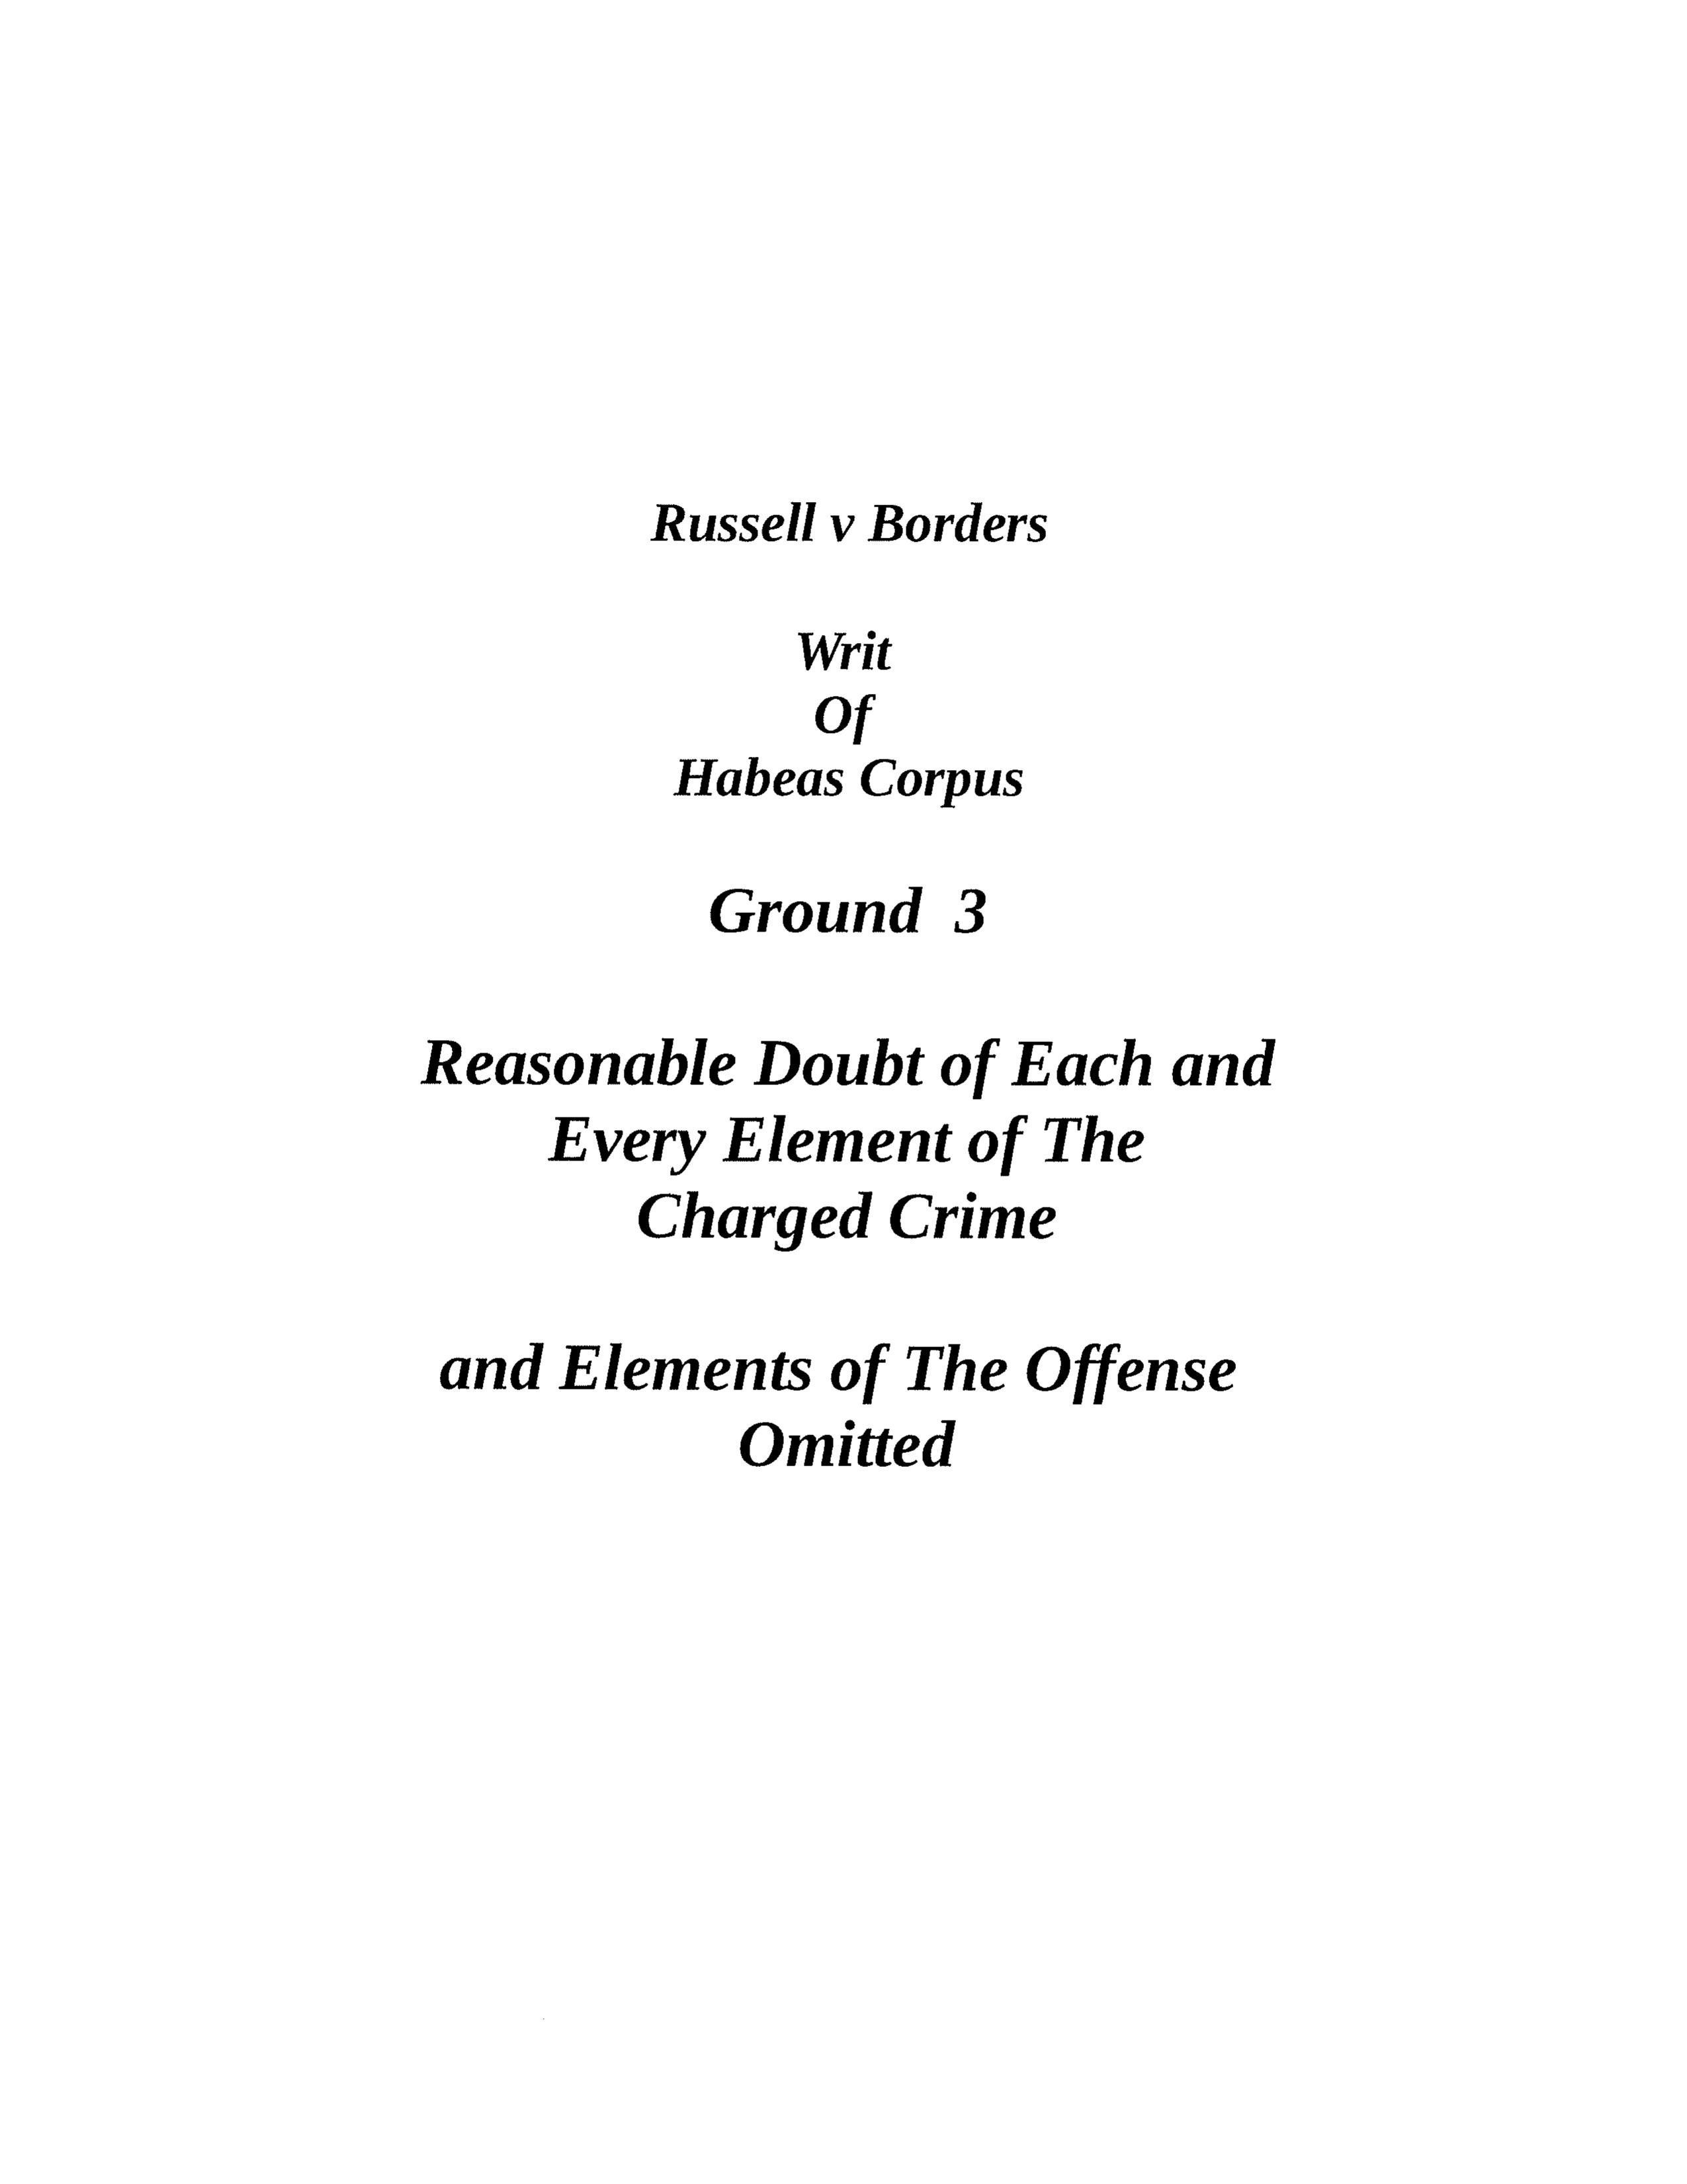 Russell v Borders
Writ
Of
Habeas Corpus
Ground 3
Reasonable Doubt of Each and
Every Element of The
Charged Crime
and Elements of The Offense
Omitted